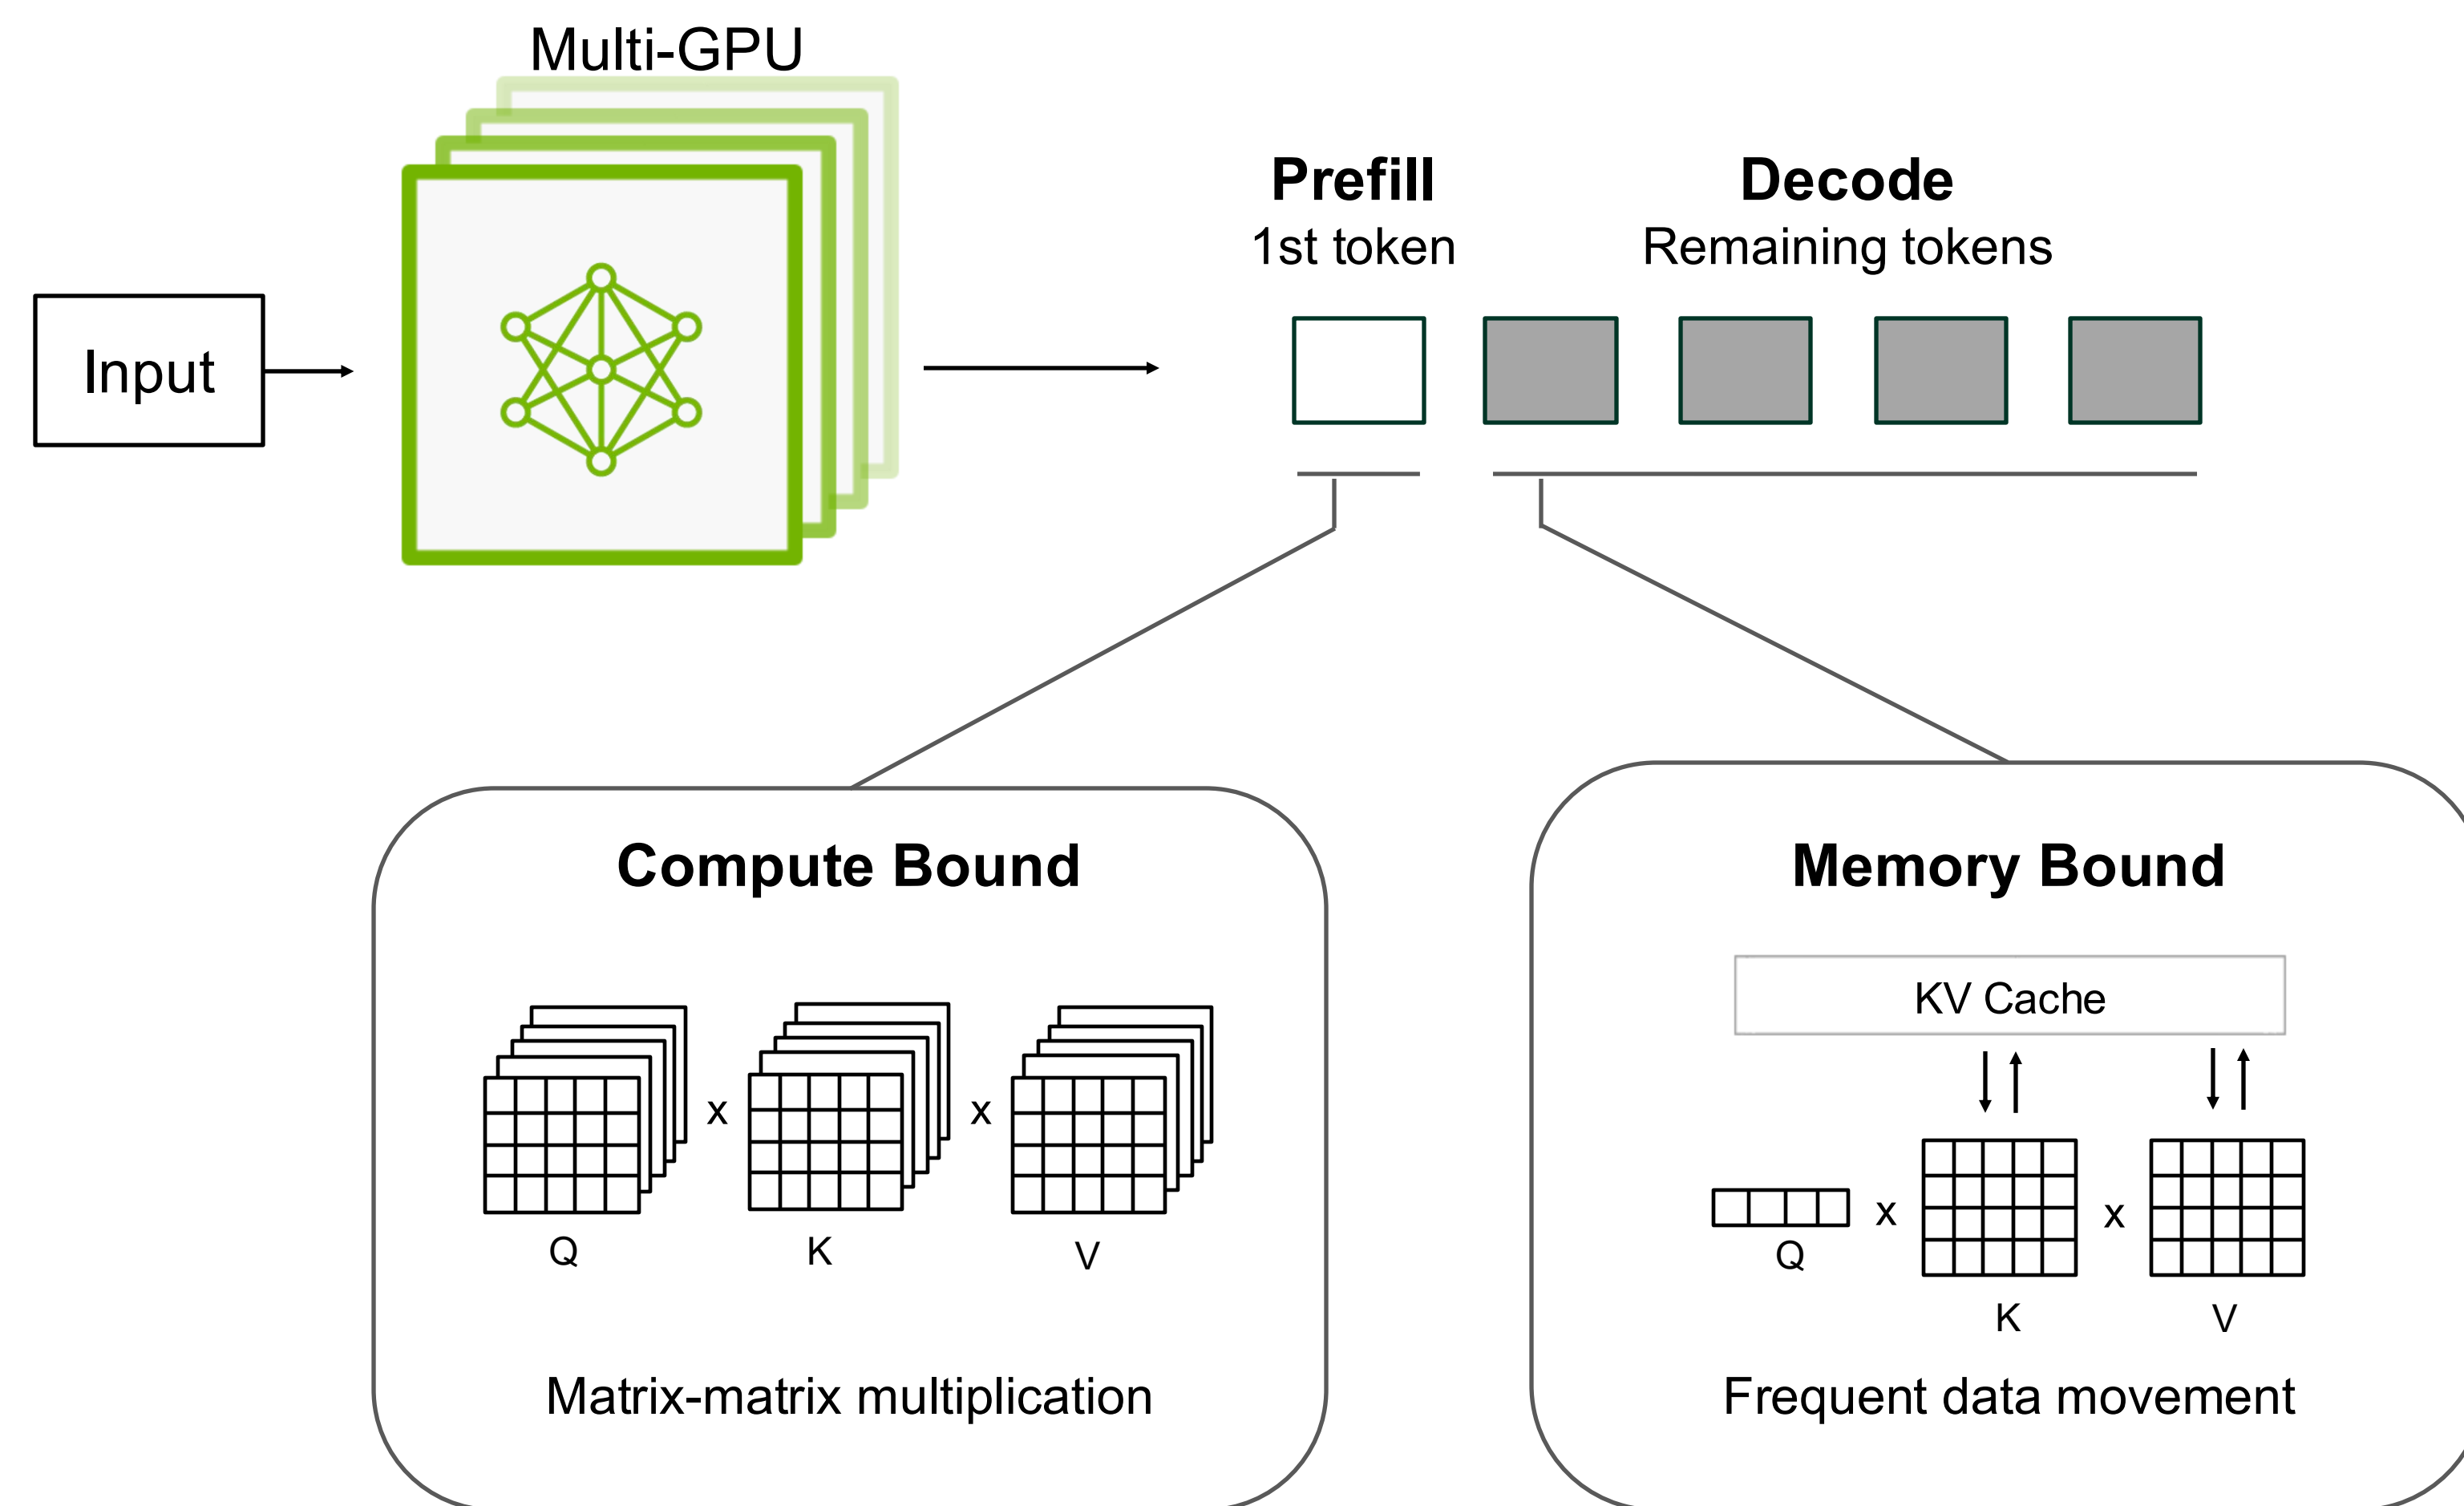 Multi-GPU
Input
Prefill
1st token
Decode
Remaining tokens
Compute Bound
x
x
Q
K
V
Matrix-matrix multiplication
Memory Bound
KV Cache
x
x
Q
K
V
Frequent data movement